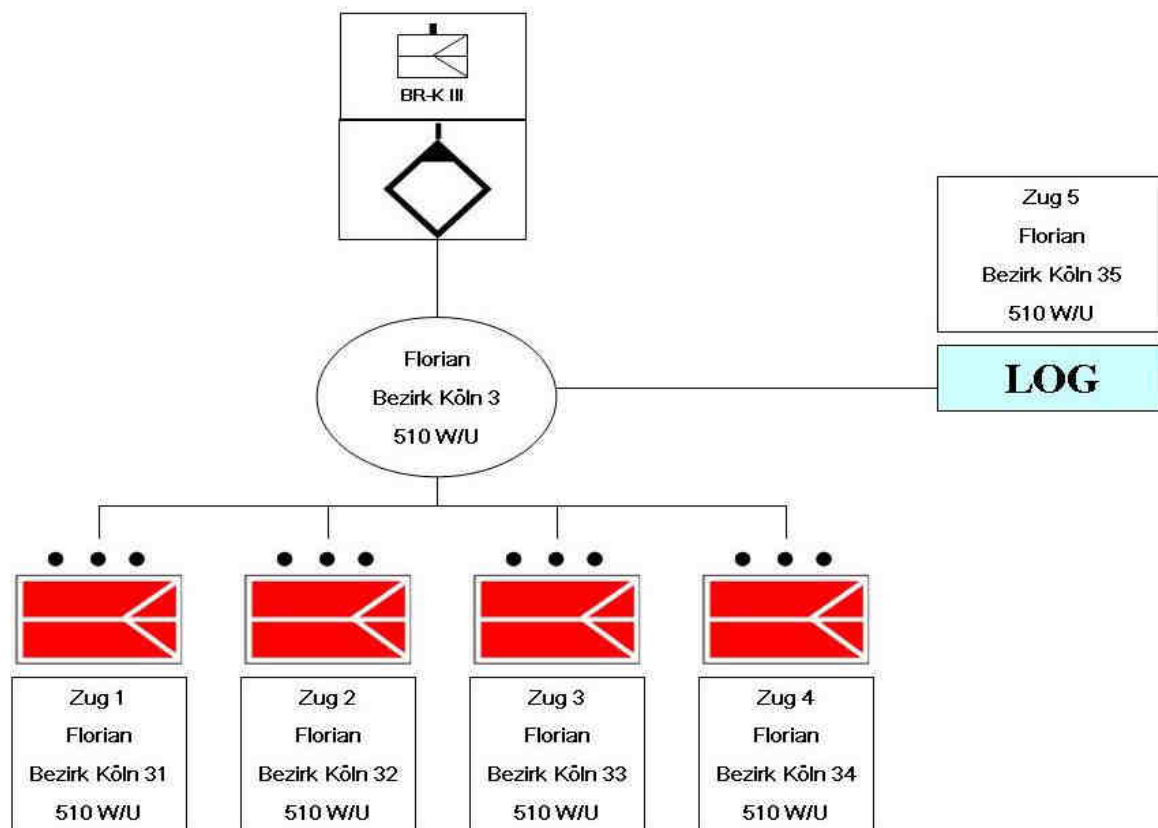 BR-K III
Zug 5
Florian
Bezirk Köln 35
510 W/U
LOG
Florian
Bezirk Köln 3
510 W/U
Zug 1
Florian
Bezirk Köln 31
510 W/U
Zug 2
Florian
Bezirk Köln 32
510 W/U
Zug 3
Florian
Bezirk Köln 33
510 W/U
Zug 4
Florian
Bezirk Köln 34
510 W/U